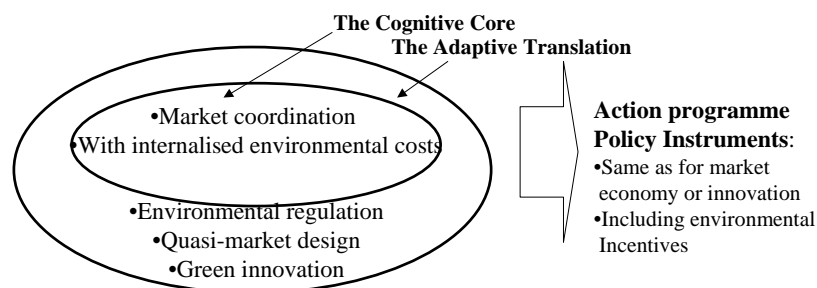 The Cognitive Core
The Adaptive Translation
•Market coordination
•With internalised environmental costs
•Environmental regulation
•Quasi-market design
•Green innovation
Action programme
Policy Instruments:
•Same as for market
economy or innovation
•Including environmental
Incentives